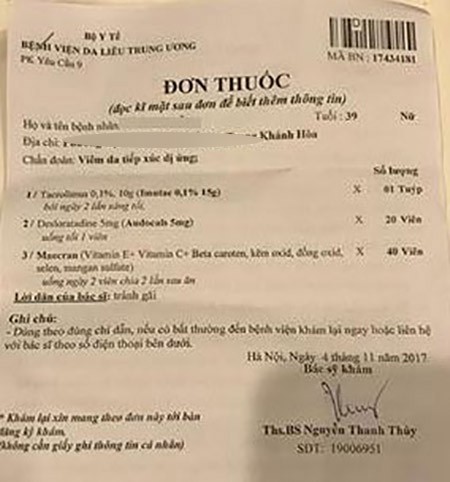 BỘ Y TẾ
BỆNH VIỆN DA LIỄU TRUNG ƯƠNG
PK Yêu Cầu 9
MÃ BN : 17434181
ĐƠN THUỐC
(đọc kĩ mặt sau đơn để biết thêm thông tin)
Họ và tên bệnh nhân
Tuổi : 39 Nữ
Địa chỉ: Khánh Hòa
Chẩn đoán: Viêm da tiếp xúc dị ứng;
Số lượng
1 / Tacrolimus 0,1%, 10g (Imutac 0,1% 15g) X 01 Tuýp
bôi ngày 2 lần sáng tối,
2 / Desloratadine 5mg (Audocals 5mg) X 20 Viên
uống tối 1 viên
3 / Maecran (Vitamin E+ Vitamin C+ Beta caroten, kẽm oxid, đồng oxid, X 40 Viên
selen, mangan sulfate)
uống ngày 2 viên chia 2 lần sau ăn
Lời dặn của bác sĩ: tránh gãi
Ghi chú:
- Dùng theo đúng chỉ dẫn, nếu có bất thường đến bệnh viện khám lại ngay hoặc liên hệ
với bác sĩ theo số điện thoại bên dưới.
Hà Nội, Ngày 4 tháng 11 năm 2017
Bác sỹ khám
* Khám lại xin mang theo đơn này tới bàn
đăng ký khám.
(không cần giấy ghi thông tin cá nhân)
Ths.BS Nguyễn Thanh Thùy
SDT: 19006951